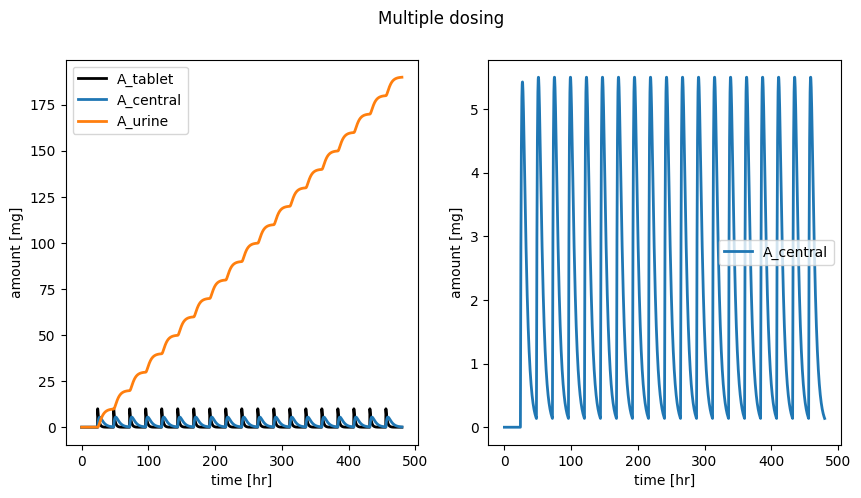 Multiple dosing
A_tablet
A_central
A_urine
amount [mg]
175
150
125
100
75
50
25
0
0 100 200 300 400 500
time [hr]
A_central
amount [mg]
5
4
3
2
1
0
0 100 200 300 400 500
time [hr]